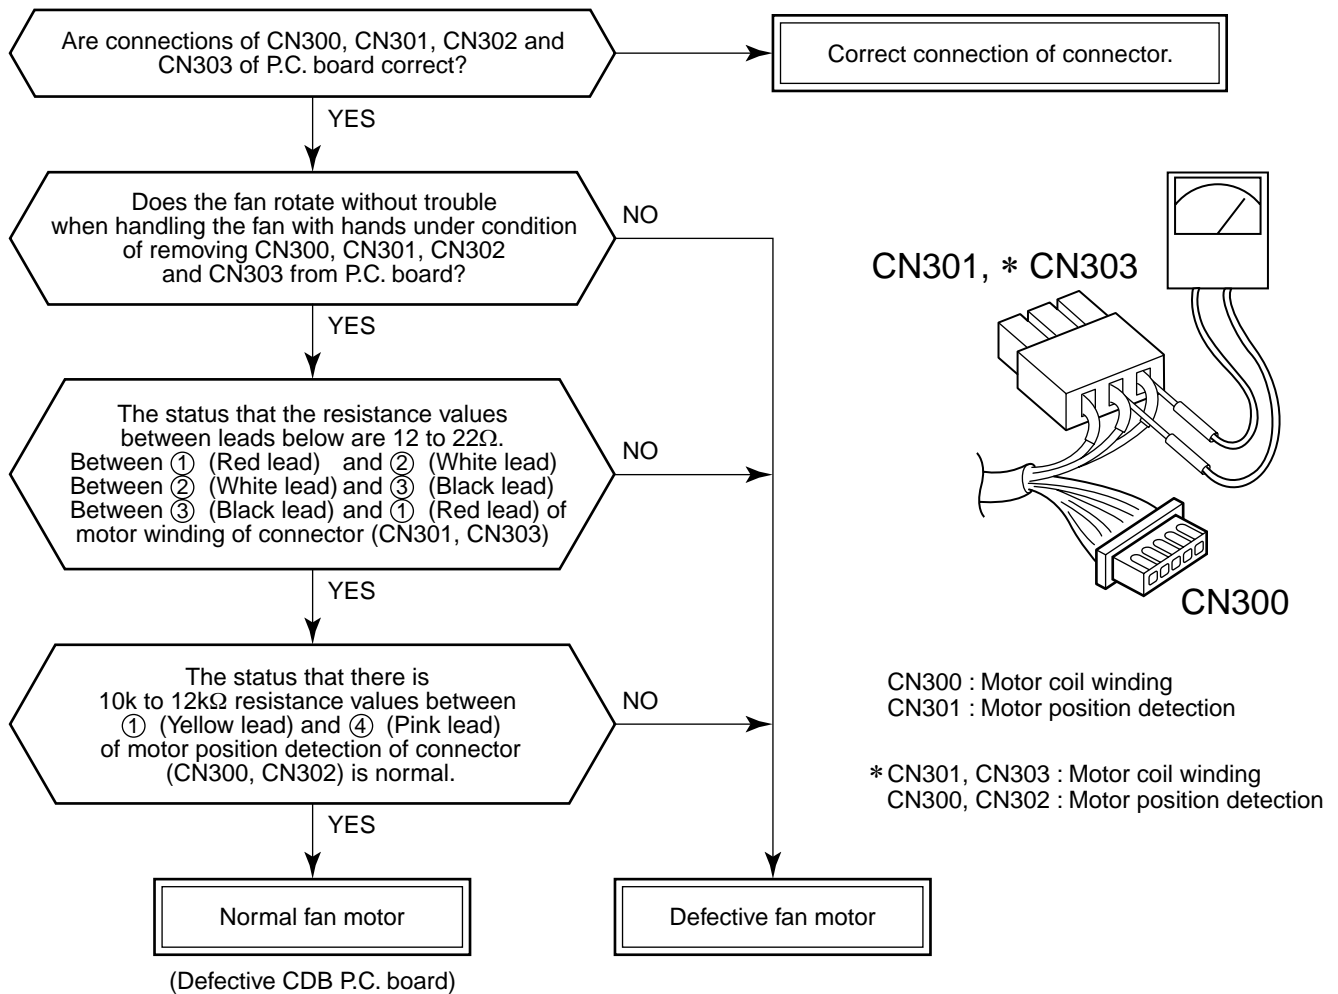 Are connections of CN300, CN301, CN302 and
CN303 of P.C. board correct?
Correct connection of connector.
YES
Does the fan rotate without trouble
when handling the fan with hands under condition
of removing CN300, CN301, CN302
and CN303 from P.C. board?
NO
YES
The status that the resistance values
between leads below are 12 to 22Ω.
Between ① (Red lead) and ② (White lead)
Between ② (White lead) and ③ (Black lead)
Between ③ (Black lead) and ① (Red lead) of
motor winding of connector (CN301, CN303)
NO
YES
The status that there is
10k to 12kΩ resistance values between
① (Yellow lead) and ④ (Pink lead)
of motor position detection of connector
(CN300, CN302) is normal.
NO
YES
Normal fan motor
(Defective CDB P.C. board)
Defective fan motor
CN301, * CN303
CN300
CN300 : Motor coil winding
CN301 : Motor position detection
* CN301, CN303 : Motor coil winding
CN300, CN302 : Motor position detection